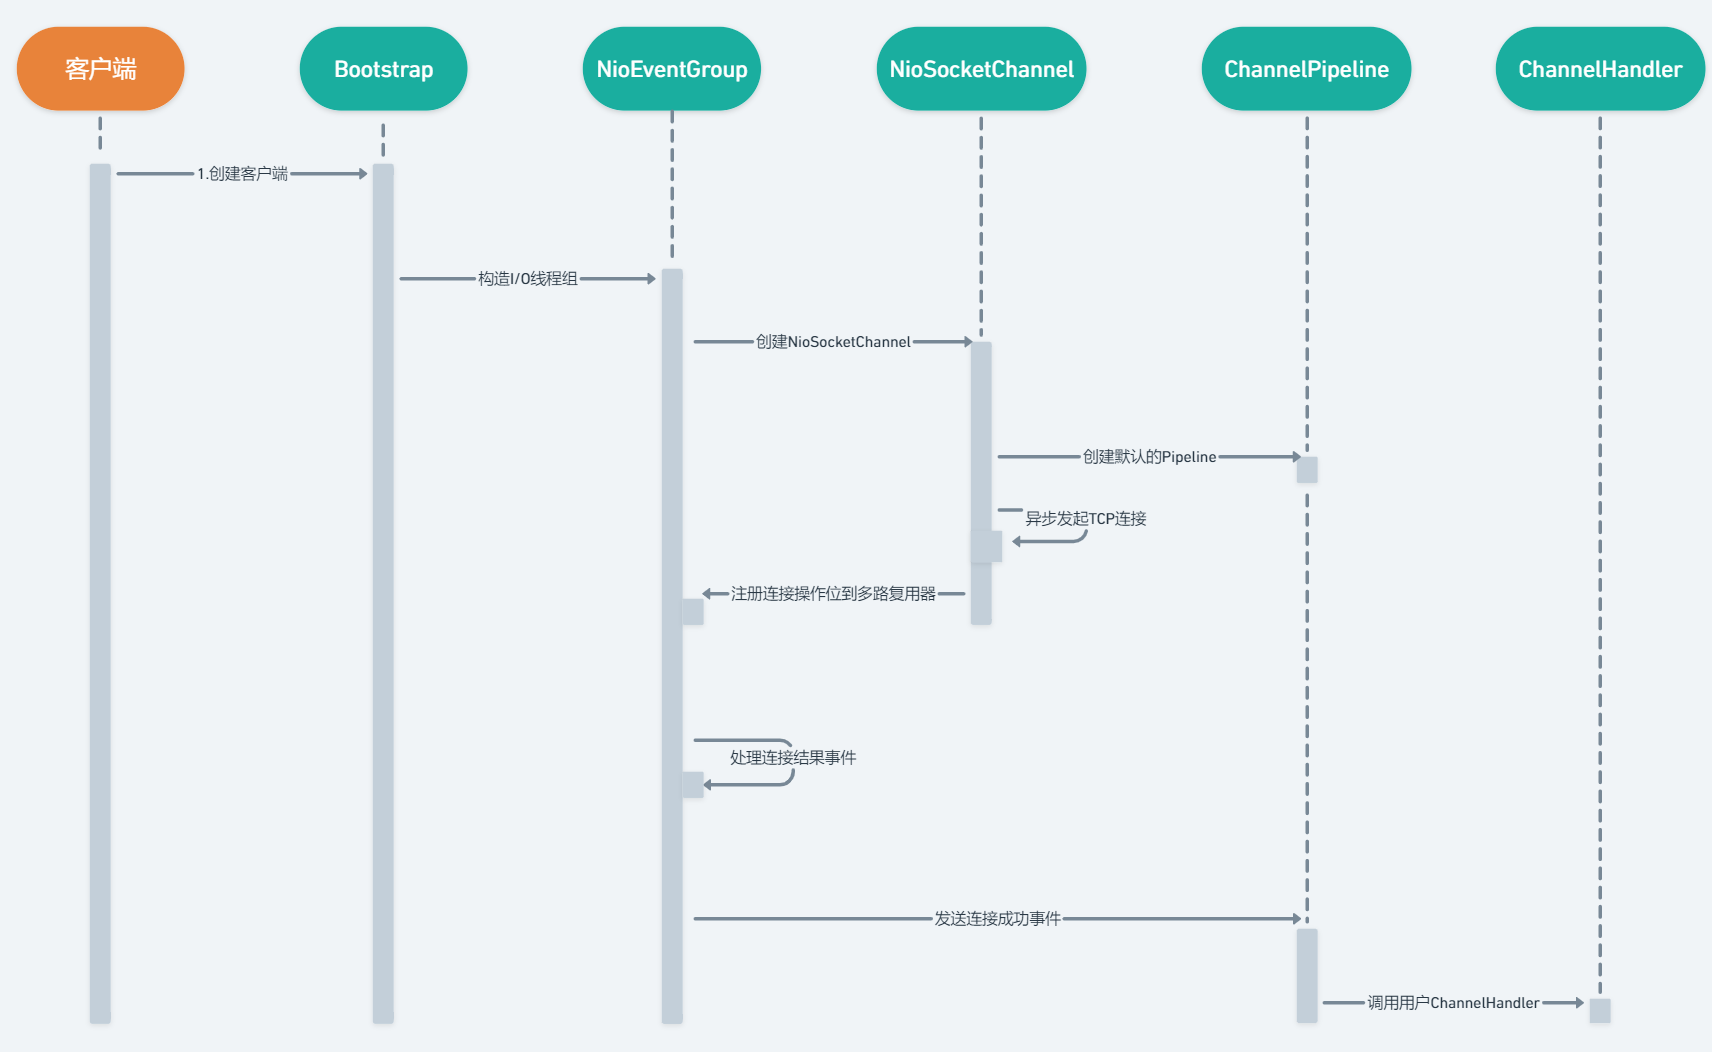 客户端
Bootstrap
NioEventGroup
NioSocketChannel
ChannelPipeline
ChannelHandler
1.创建客户端
构造I/O线程组
创建NioSocketChannel
创建默认的Pipeline
异步发起TCP连接
注册连接操作位到多路复用器
处理连接结果事件
发送连接成功事件
调用用户ChannelHandler